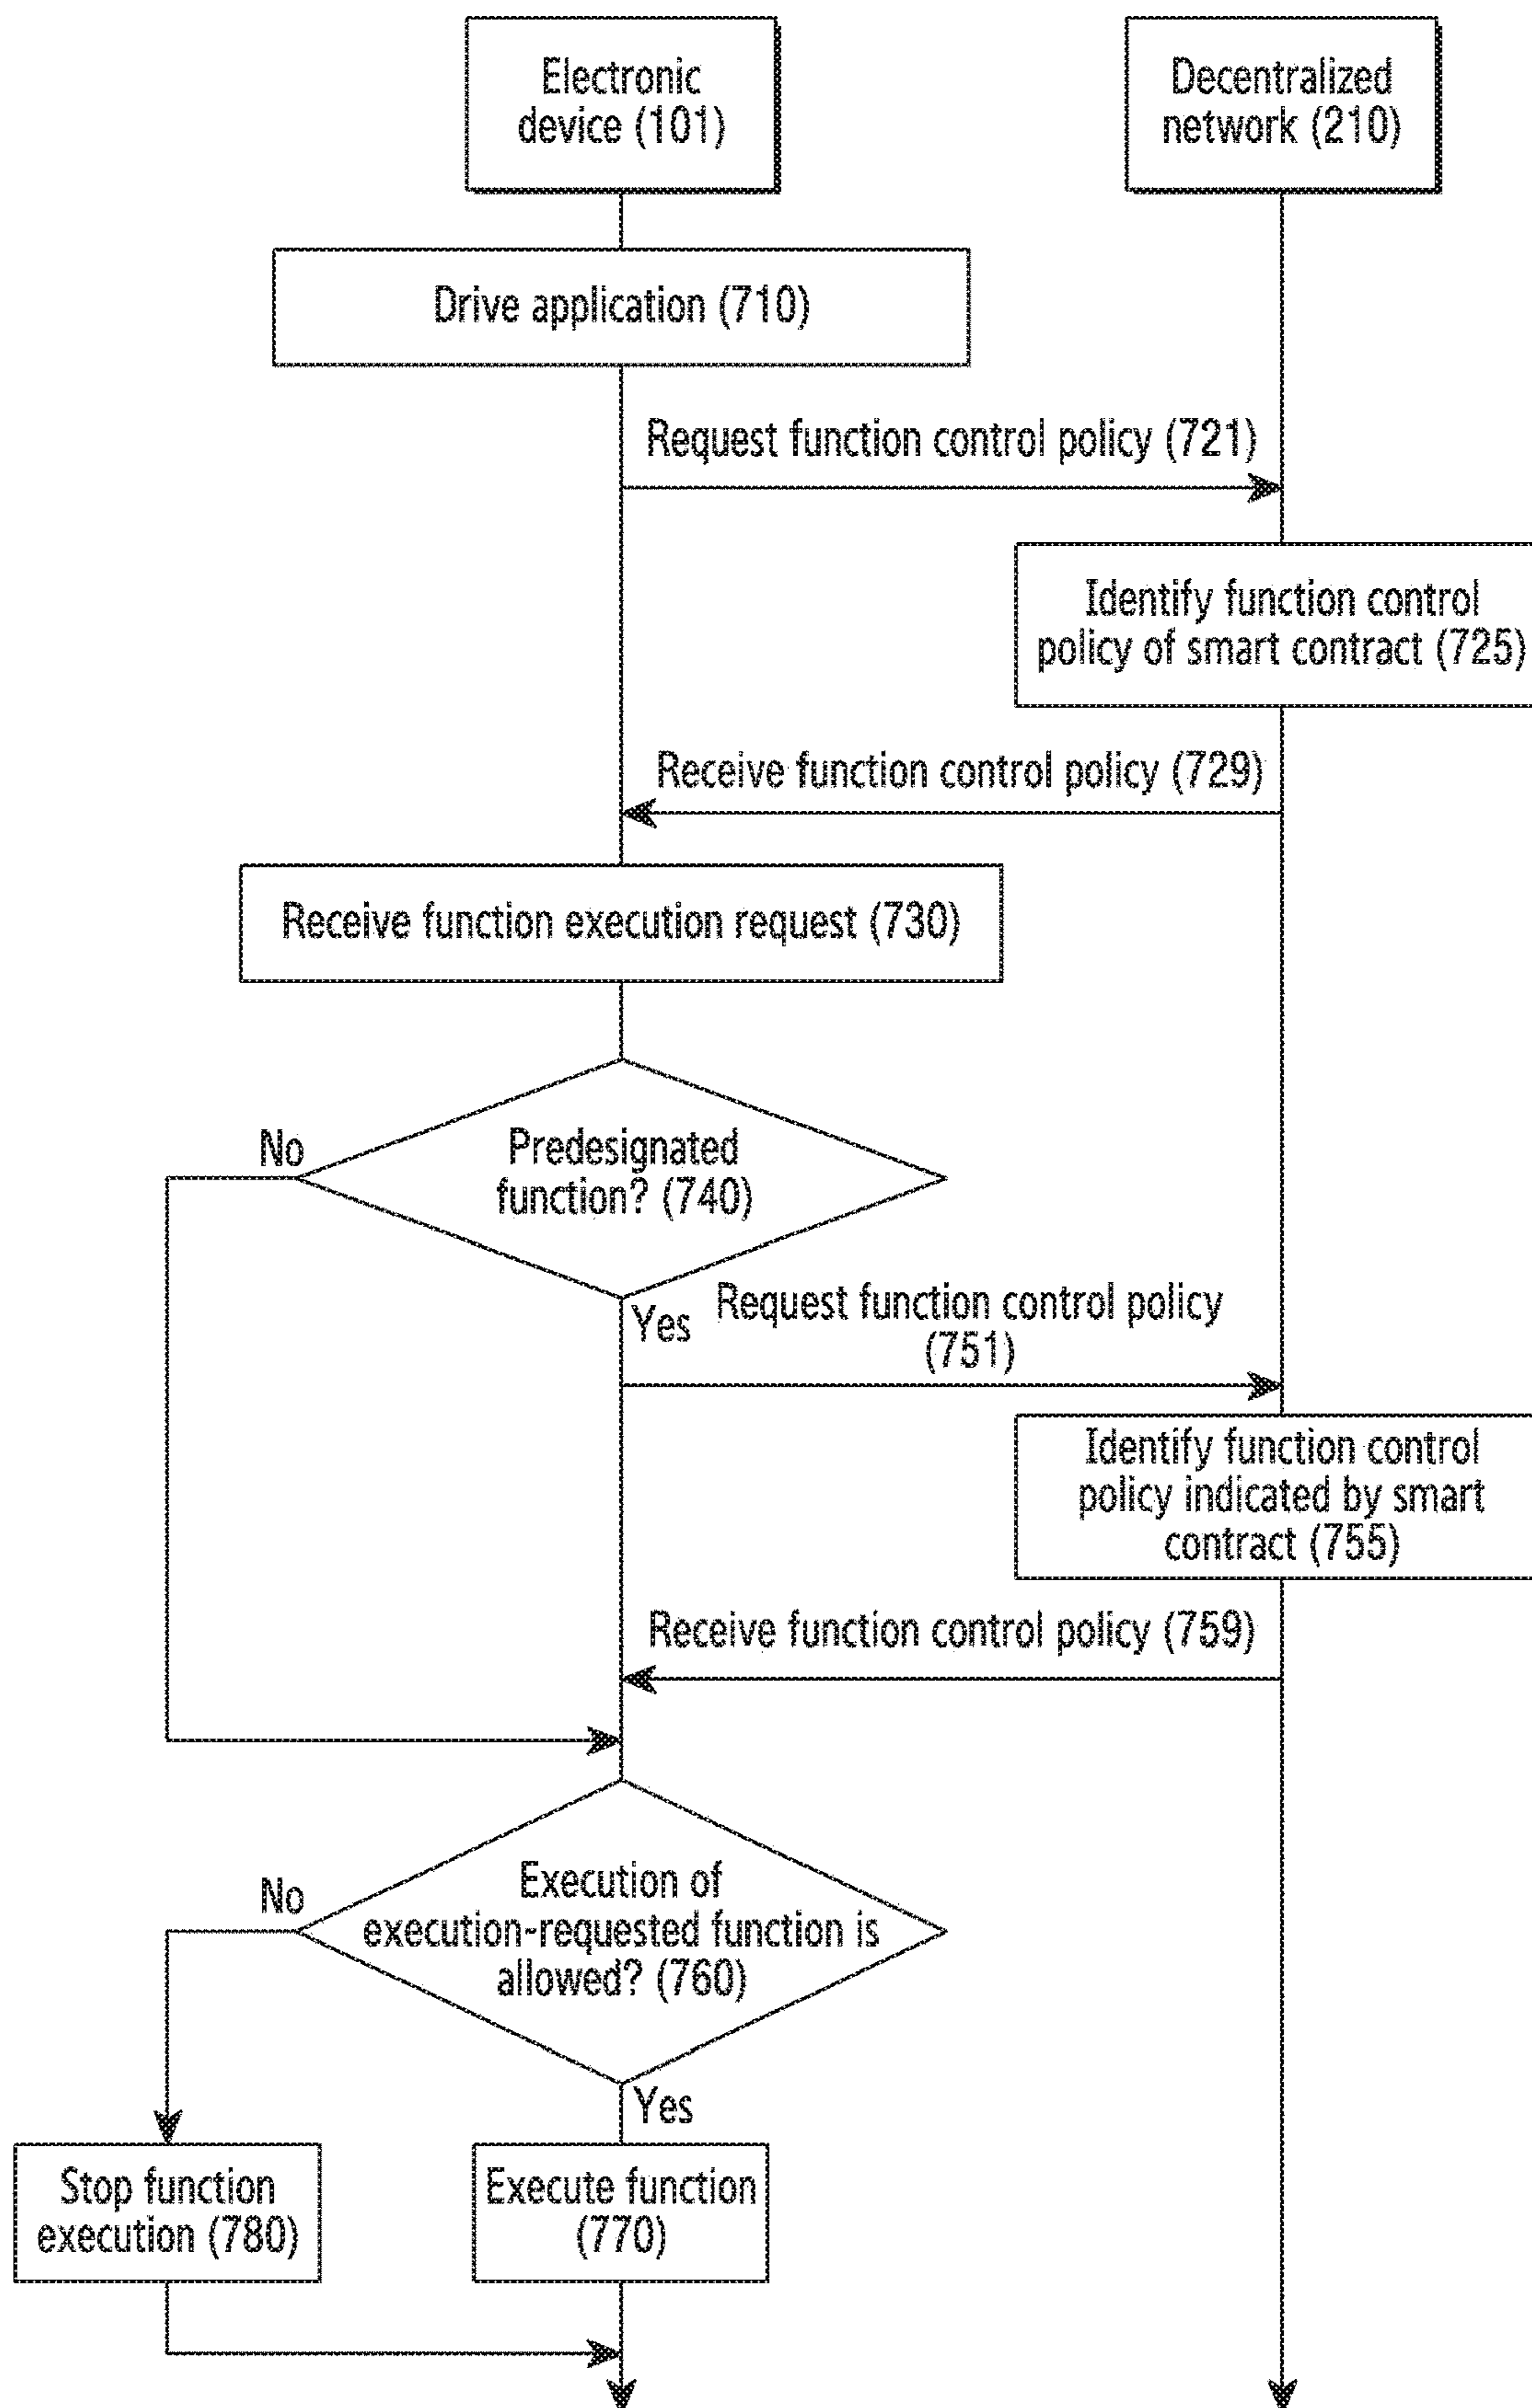 Electronic
device (101)
Decentralized
network (210)
Drive application (710)
Request function control policy (721)
Identify function control
policy of smart contract (725)
Receive function control policy (729)
Receive function execution request (730)
No
Predesignated
function? (740)
Yes
Request function control policy
(751)
Identify function control
policy indicated by smart
contract (755)
Receive function control policy (759)
No
Execution of
execution-requested function is
allowed? (760)
Yes
Stop function
execution (780)
Execute function
(770)